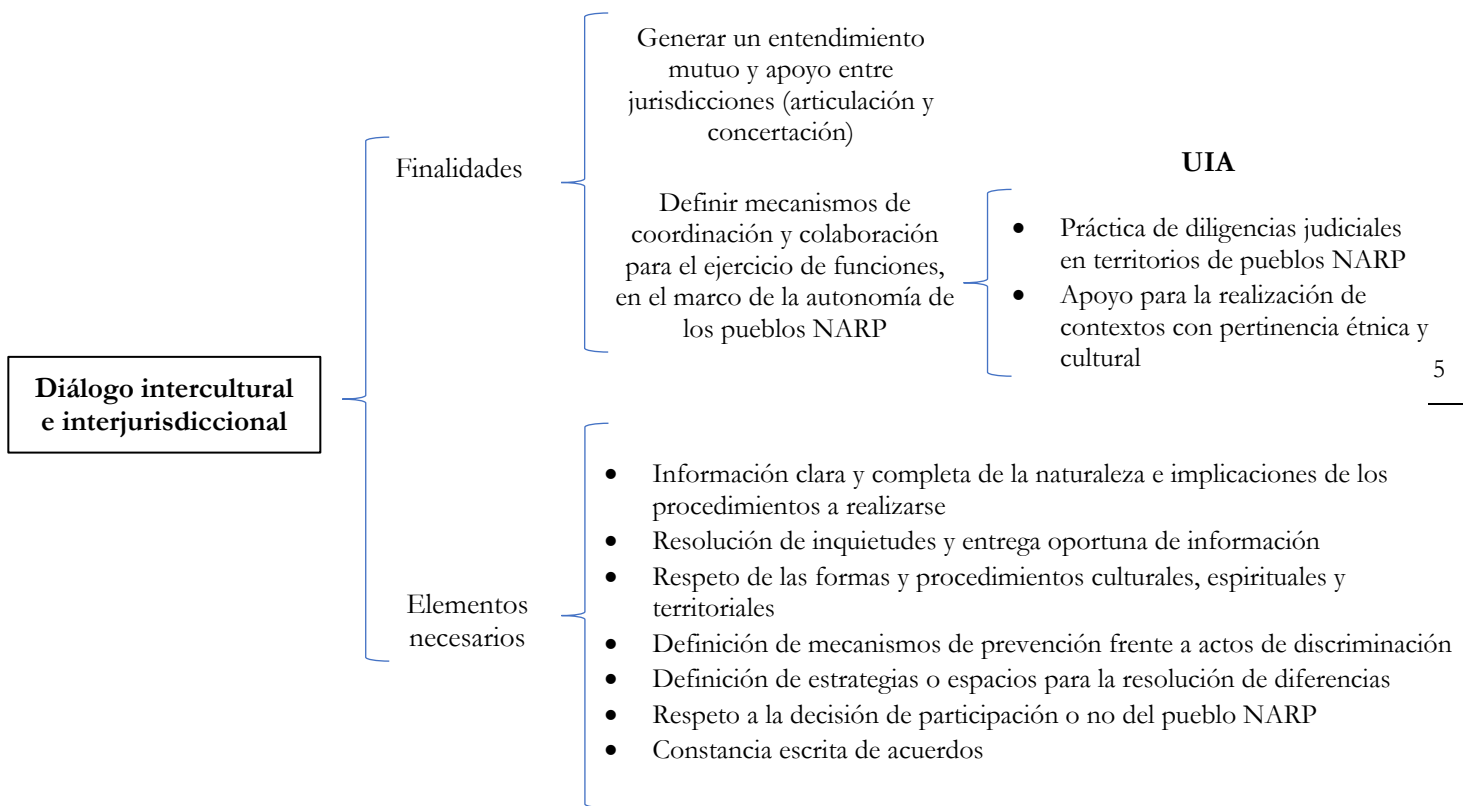 Generar un entendimiento
mutuo y apoyo entre
jurisdicciones (articulación y
concertación)
Finalidades
UIA
Definir mecanismos de
coordinación y colaboración
para el ejercicio de funciones,
en el marco de la autonomía de
los pueblos NARP
• Práctica de diligencias judiciales
en territorios de pueblos NARP
• Apoyo para la realización de
contextos con pertinencia étnica y
cultural
5
Diálogo intercultural
e interjurisdiccional
Elementos
necesarios
• Información clara y completa de la naturaleza e implicaciones de los
procedimientos a realizarse
• Resolución de inquietudes y entrega oportuna de información
• Respeto de las formas y procedimientos culturales, espirituales y
territoriales
• Definición de mecanismos de prevención frente a actos de discriminación
• Definición de estrategias o espacios para la resolución de diferencias
• Respeto a la decisión de participación o no del pueblo NARP
• Constancia escrita de acuerdos